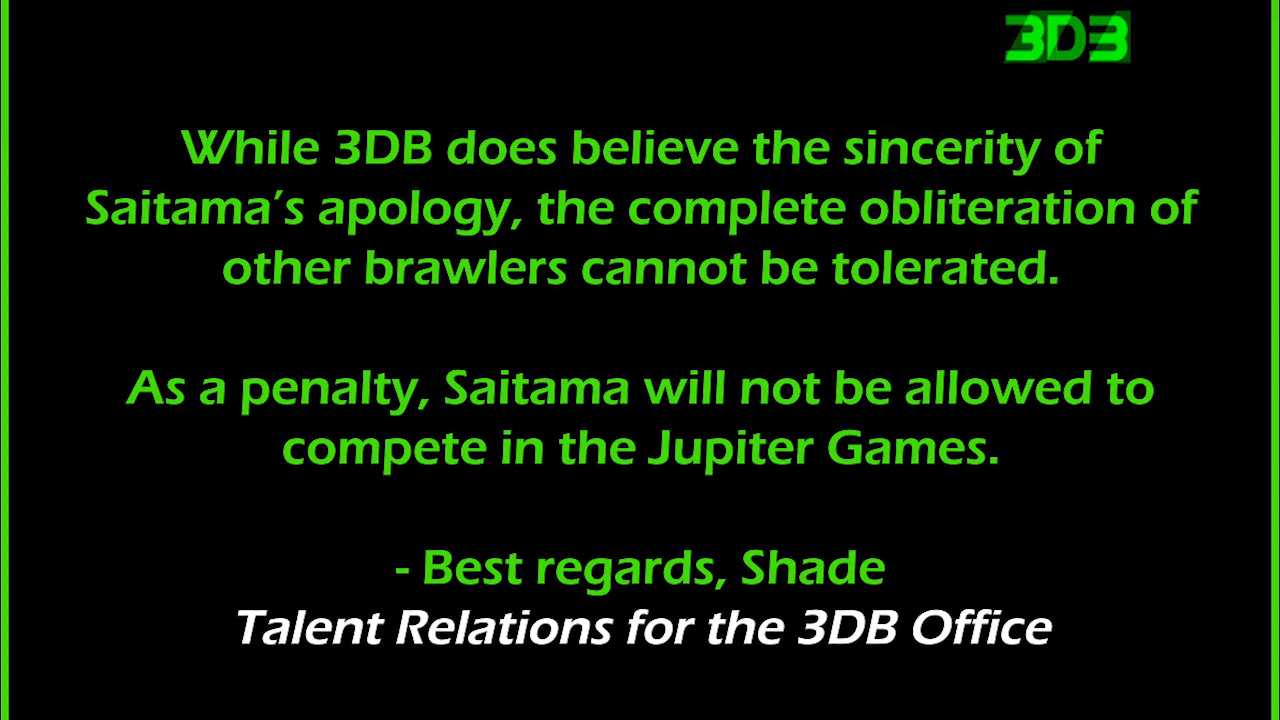 3DB
While 3DB does believe the sincerity of
Saitama’s apology, the complete obliteration of
other brawlers cannot be tolerated.
As a penalty, Saitama will not be allowed to
compete in the Jupiter Games.
- Best regards, Shade
Talent Relations for the 3DB Office